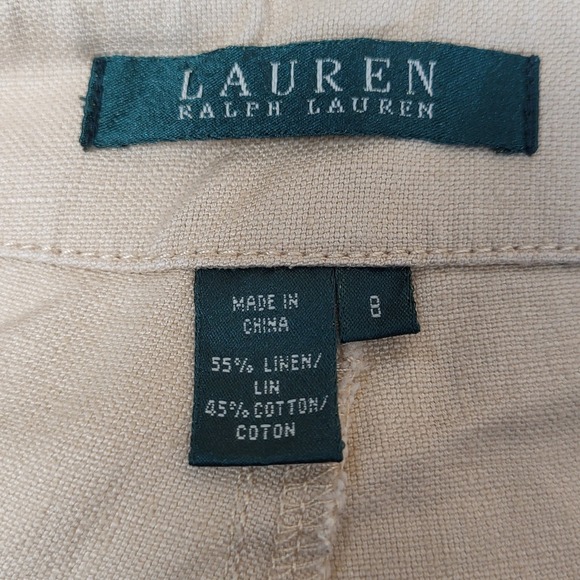 LAUREN
RALPH LAUREN
MADE IN
CHINA
8
55% LINEN/
LIN
45% COTTON/
COTON